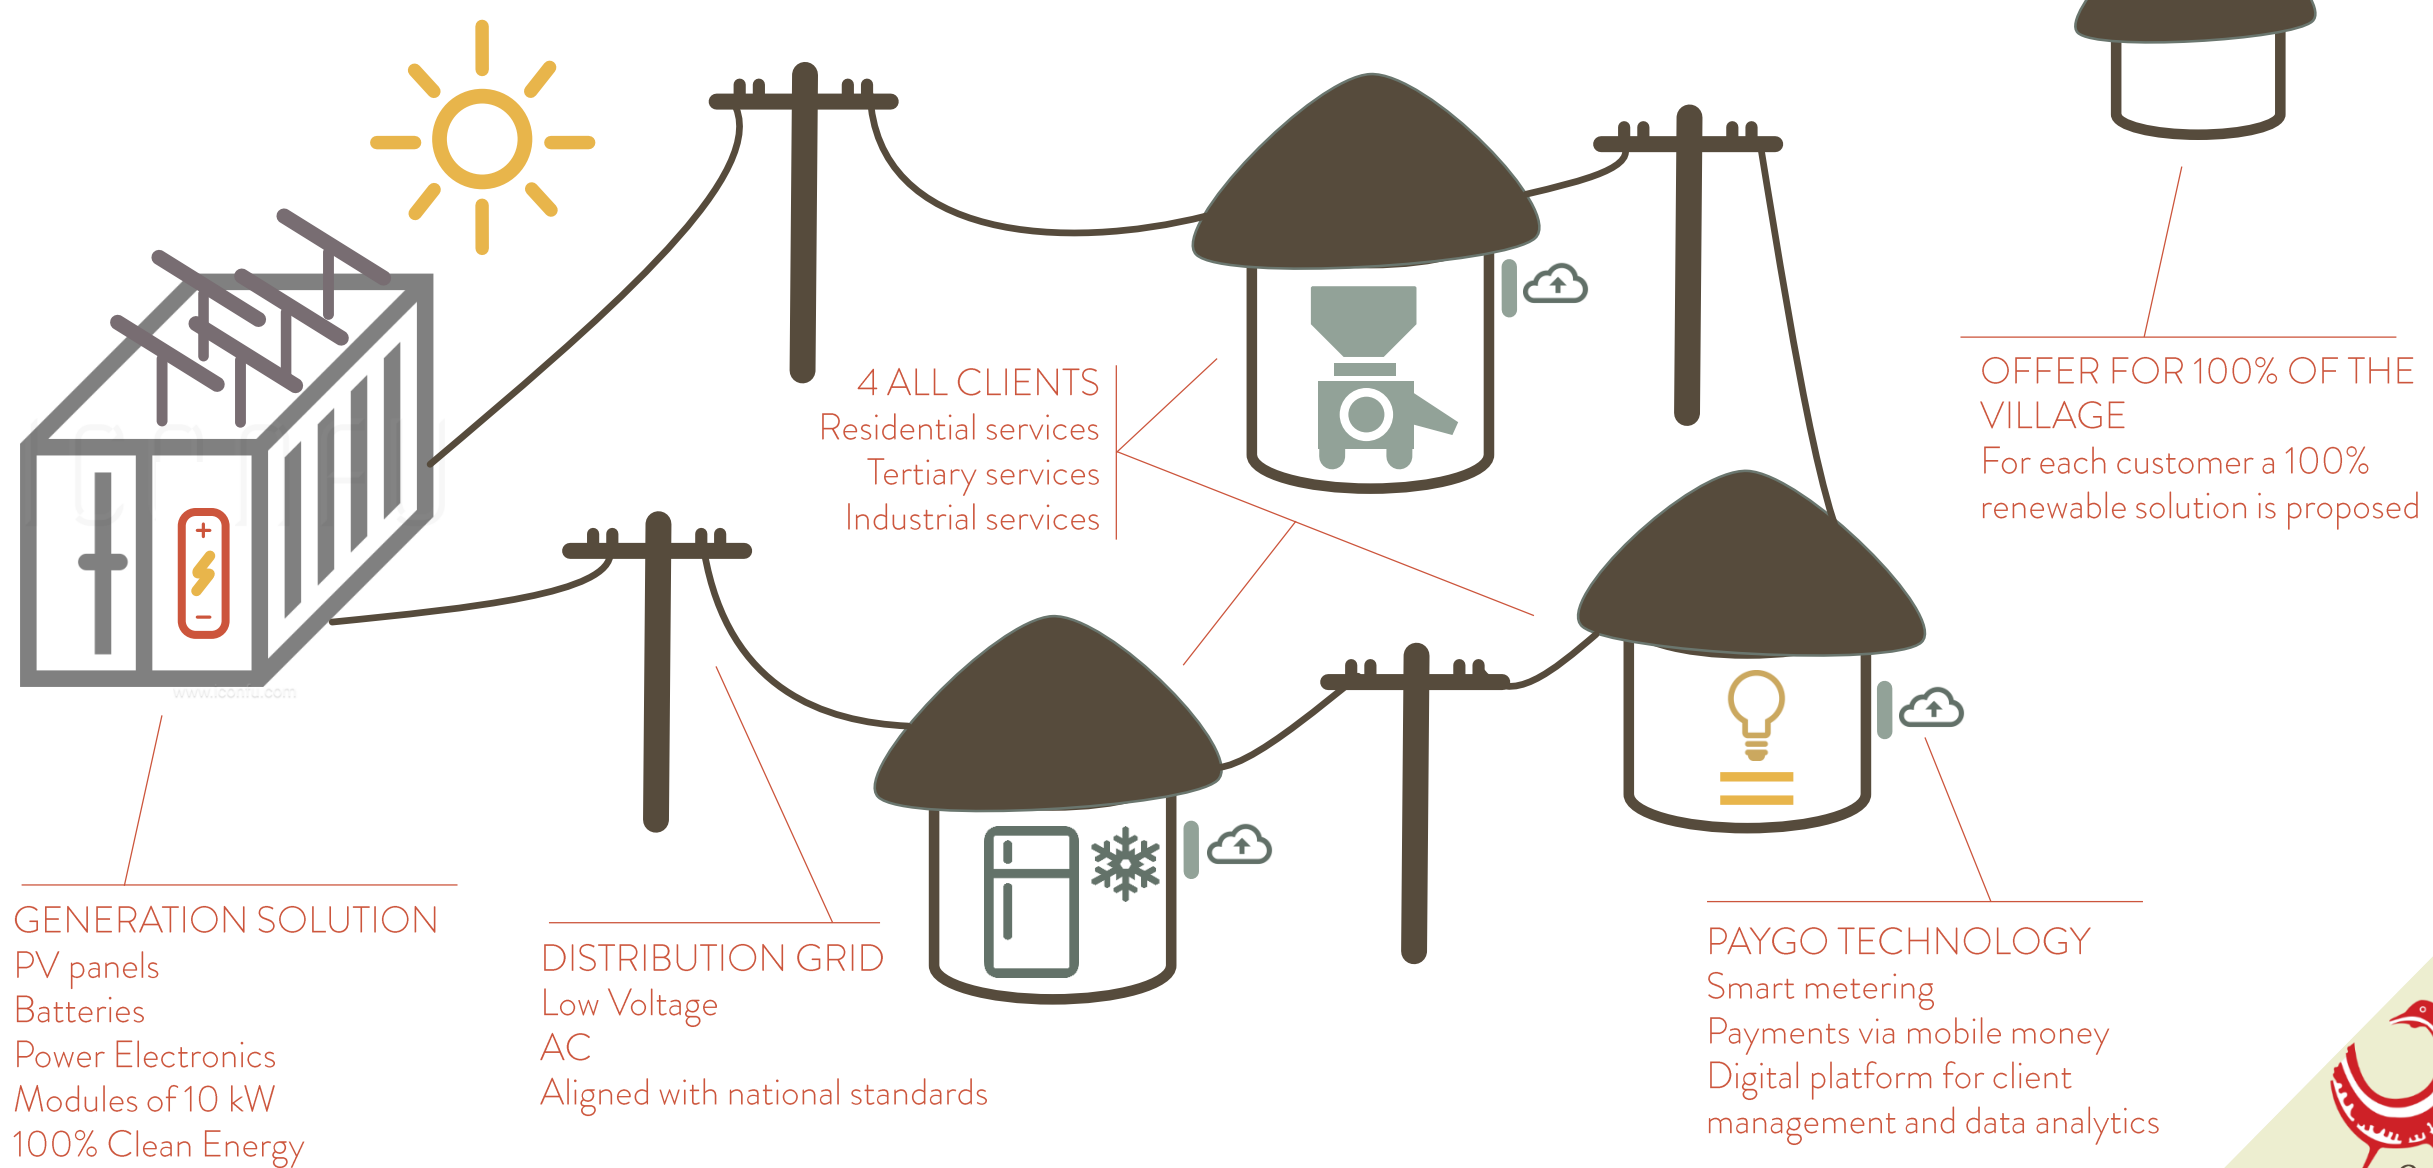 4 ALL CLIENTS
Residential services
Tertiary services
Industrial services
OFFER FOR 100% OF THE
VILLAGE
For each customer a 100%
renewable solution is proposed
www.iconfu.com
GENERATION SOLUTION
PV panels
Batteries
Power Electronics
Modules of 10 kW
100% Clean Energy
DISTRIBUTION GRID
Low Voltage
AC
Aligned with national standards
PAYGO TECHNOLOGY
Smart metering
Payments via mobile money
Digital platform for client
management and data analytics